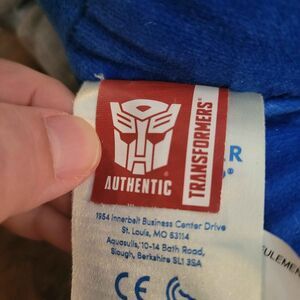 TRANSFORMERS
AUTHENTIC
1954 Innerbelt Business Center Drive
St. Louis, MO 63114
Aquasulis, 10-14 Bath Road,
Slough, Berkshire SL1 3SA
CE